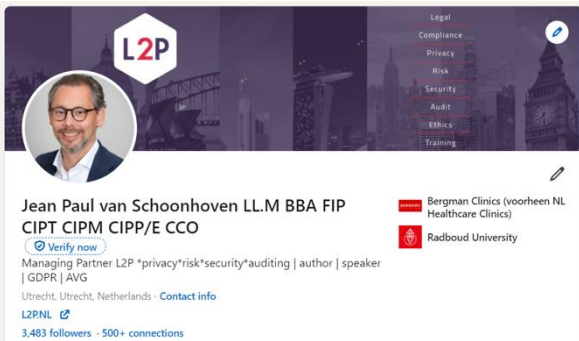 L2P
Legal
Compliance
Privacy
Risk
Security
Audit
Ethics
Training
Jean Paul van Schoonhoven LL.M BBA FIP
CIPT CIPM CIPP/E CCO
Verify now
Managing Partner L2P *privacy*risk*security*auditing | author | speaker
| GDPR | AVG
Utrecht, Utrecht, Netherlands · Contact info
L2P.NL
3,483 followers · 500+ connections
Bergman Clinics (voorheen NL
Healthcare Clinics)
Radboud University